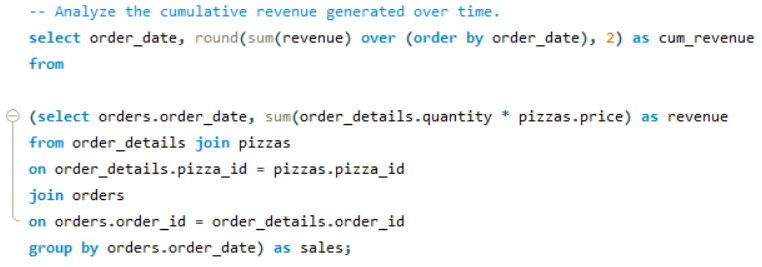 -- Analyze the cumulative revenue generated over time.
select order_date, round(sum(revenue) over (order by order_date), 2) as cum_revenue
from
(select orders.order_date, sum(order_details.quantity * pizzas.price) as revenue
from order_details join pizzas
on order_details.pizza_id = pizzas.pizza_id
join orders
on orders.order_id = order_details.order_id
group by orders.order_date) as sales;